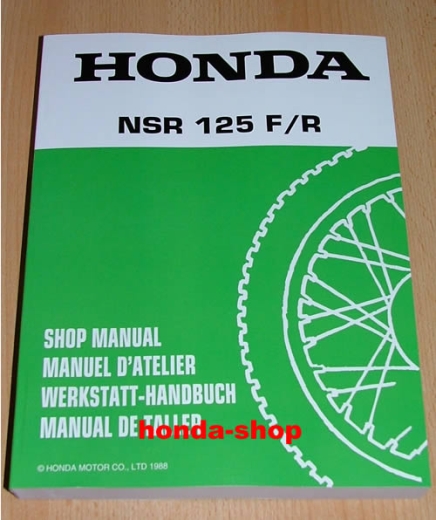 HONDA
NSR 125 F/R
SHOP MANUAL
MANUEL D'ATELIER
WERKSTATT-HANDBUCH
MANUAL DE TALLER
honda-shop
© HONDA MOTOR CO., LTD 1988